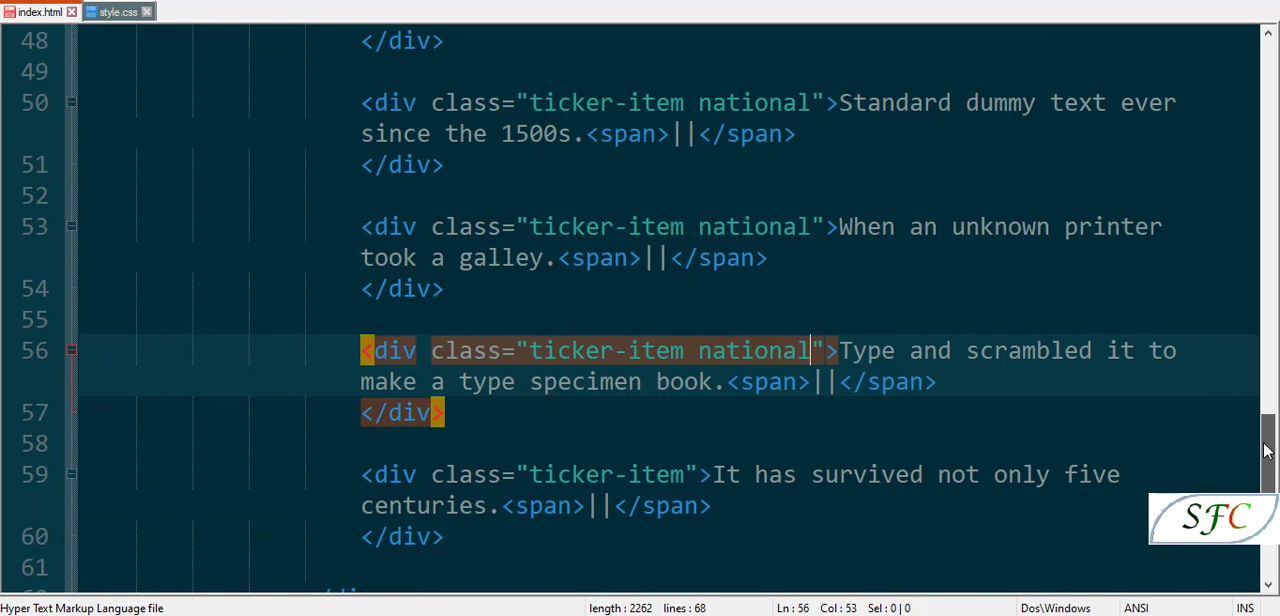 index.html
style.css
48 </div>
49
50 <div class="ticker-item national">Standard dummy text ever
since the 1500s.<span>||</span>
51 </div>
52
53 <div class="ticker-item national">When an unknown printer
took a galley.<span>||</span>
54 </div>
55
56 <div class="ticker-item national">Type and scrambled it to
make a type specimen book.<span>||</span>
57 </div>
58
59 <div class="ticker-item">It has survived not only five
centuries.<span>||</span>
60 </div>
61
SFC
Hyper Text Markup Language file length : 2262 lines : 68 Ln : 56 Col : 53 Sel : 0 | 0 Dos\Windows ANSI INS